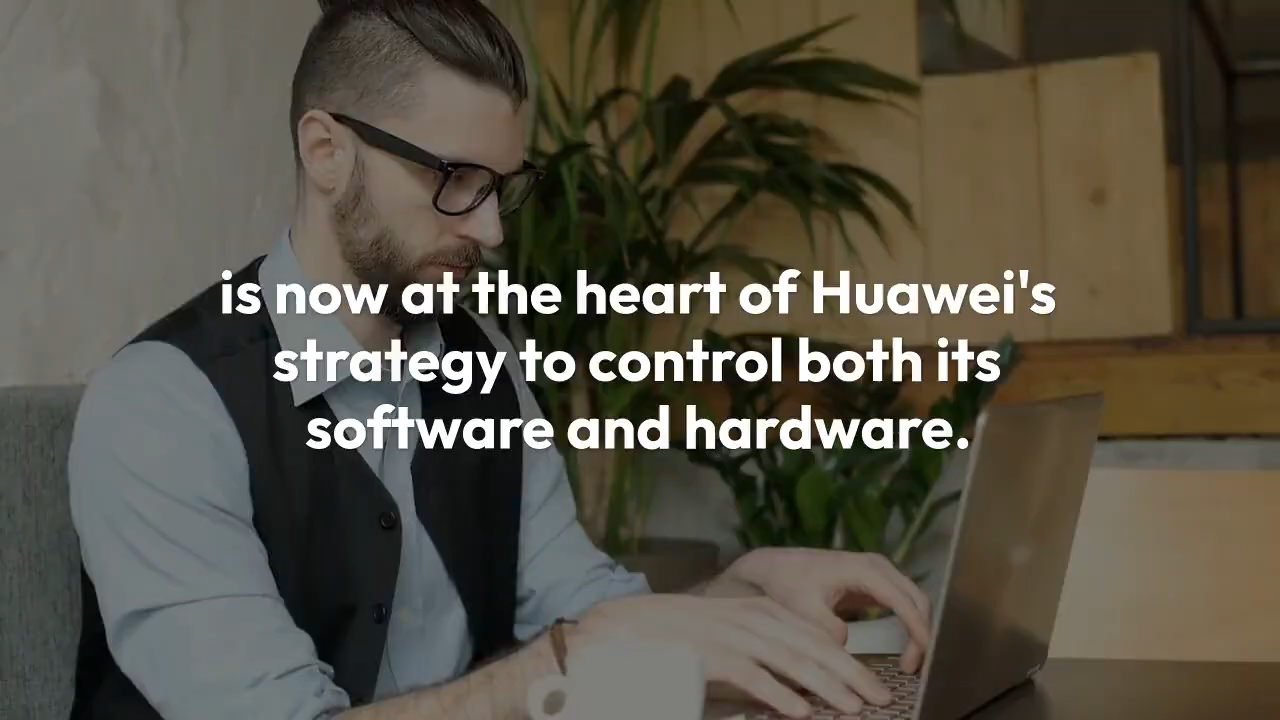 is now at the heart of Huawei's
strategy to control both its
software and hardware.